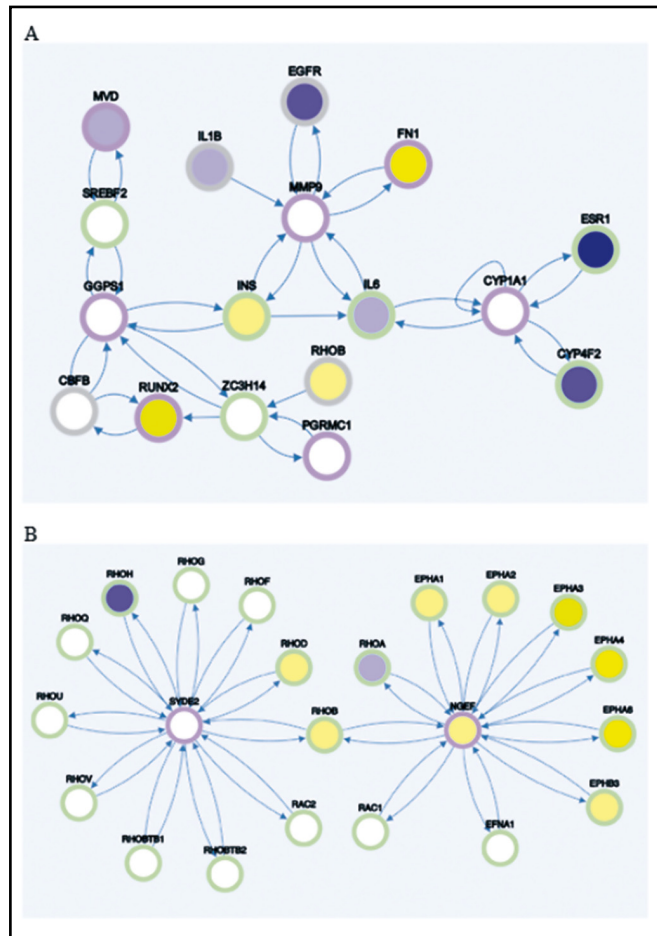 A
EGFR
MVD
IL1B
FN1
SREBF2
MMP9
ESR1
GGPS1
INS
IL6
CYP1A1
CBFB
RUNX2
ZC3H14
RHOB
CYP4F2
PGRMC1
B
RHOG
RHOH
RHOF
EPHA1
EPHA2
EPHA3
RHOQ
RHOD
RHOA
EPHA4
RHOU
SYDE2
RHOB
NGEF
EPHA6
RHOV
EPHB3
RAC2
RAC1
EFNA1
RHOBTB1
RHOBTB2